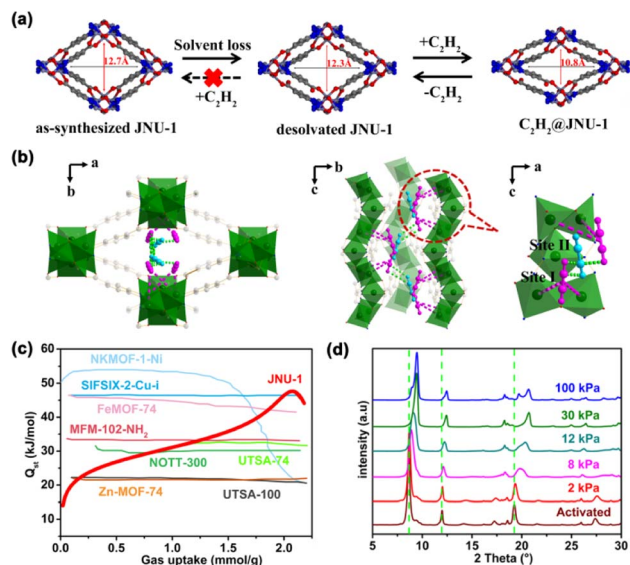 (a)
Solvent loss
+C₂H₂
12.7Å
12.3Å
10.8Å
+C₂H₂
-C₂H₂
as-synthesized JNU-1
desolvated JNU-1
C₂H₂@JNU-1
(b)
a
b
b
c
a
c
Site II
Site I
(c)
NKMOF-1-Ni
JNU-1
SIFSIX-2-Cu-i
FeMOF-74
MFM-102-NH₂
NOTT-300
UTSA-74
Zn-MOF-74
UTSA-100
60
50
40
30
20
10
0
Qst (kJ/mol)
0.0
0.5
1.0
1.5
2.0
Gas uptake (mmol/g)
(d)
100 kPa
30 kPa
12 kPa
8 kPa
2 kPa
Activated
intensity (a.u)
5
10
15
20
25
30
2 Theta (°)